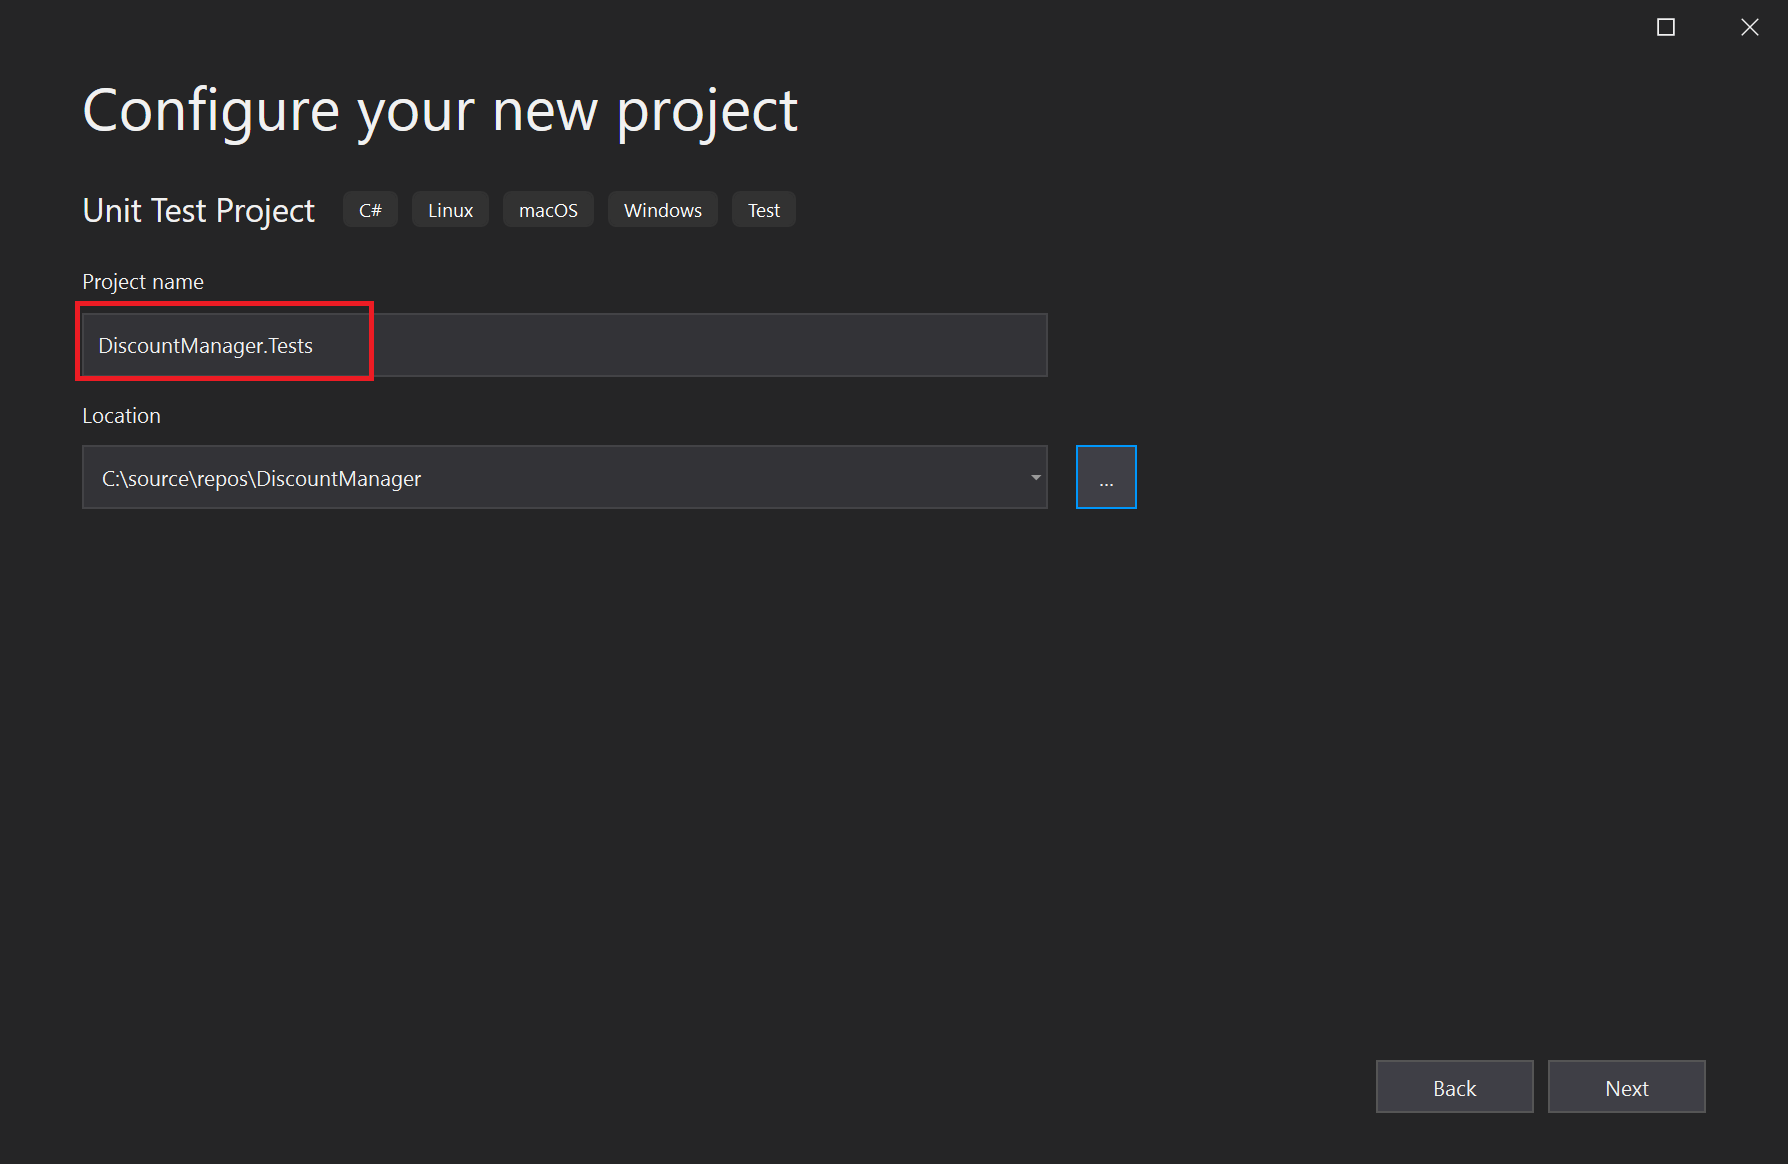 Configure your new project
Unit Test Project C# Linux macOS Windows Test
Project name
DiscountManager.Tests
Location
C:\source\repos\DiscountManager
...
Back Next